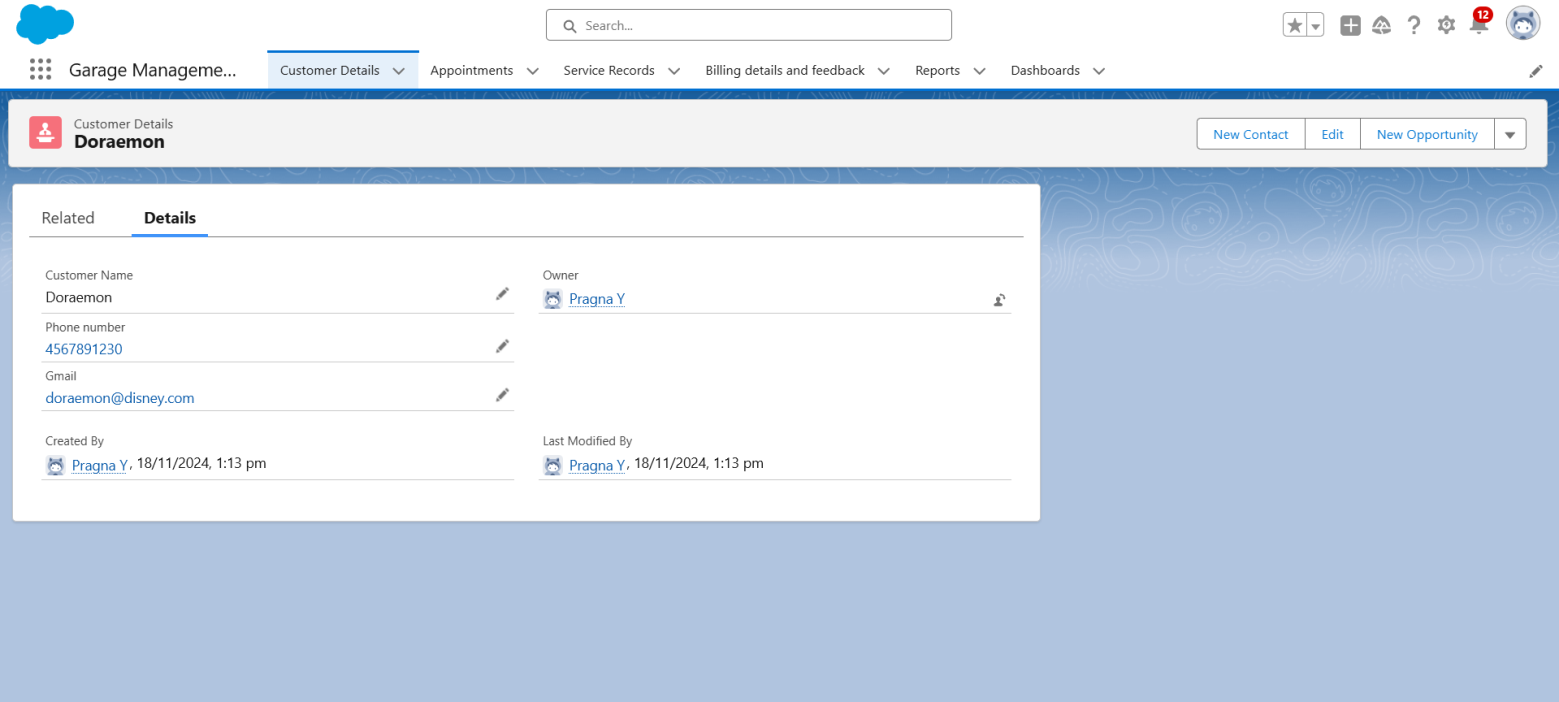 Search...
12
Garage Manageme... Customer Details Appointments Service Records Billing details and feedback Reports Dashboards
Customer Details
Doraemon
New Contact Edit New Opportunity
Related Details
Customer Name
Doraemon
Owner
Pragna Y
Phone number
4567891230
Gmail
doraemon@disney.com
Created By
Pragna Y, 18/11/2024, 1:13 pm
Last Modified By
Pragna Y, 18/11/2024, 1:13 pm